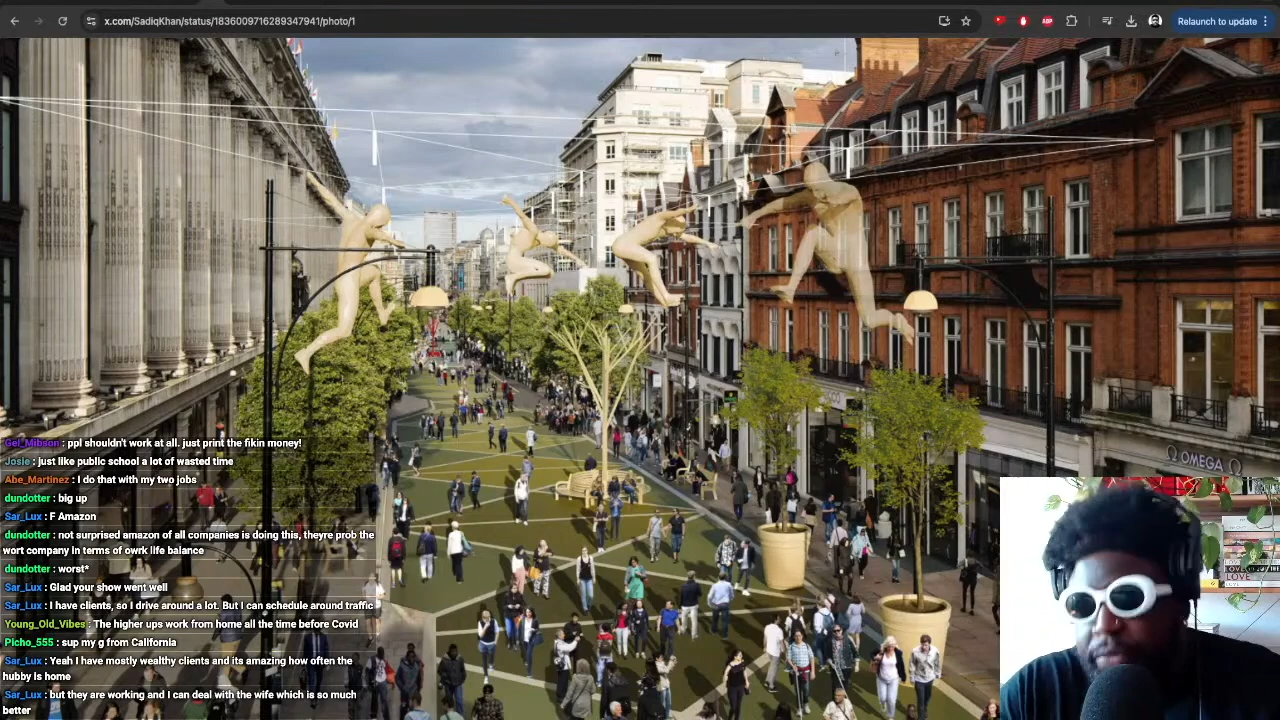 x.com/SadiqKhan/status/1836009716289347941/photo/1
ABP
Relaunch to update
Gel_Mibson : ppl shouldn't work at all. just print the fikin money!
Josie : just like public school a lot of wasted time
Abe_Martinez : I do that with my two jobs
dundotter : big up
Sar_Lux : F Amazon
dundotter : not surprised amazon of all companies is doing this, theyre prob the
wort company in terms of owrk life balance
dundotter : worst*
Sar_Lux : Glad your show went well
Sar_Lux : I have clients, so I drive around a lot. But I can schedule around traffic
Young_Old_Vibes : The higher ups work from home all the time before Covid
Picho_555 : sup my g from California
Sar_Lux : Yeah I have mostly wealthy clients and its amazing how often the
hubby is home
Sar_Lux : but they are working and I can deal with the wife which is so much
better
Ω OMEGA Ω
LOVE